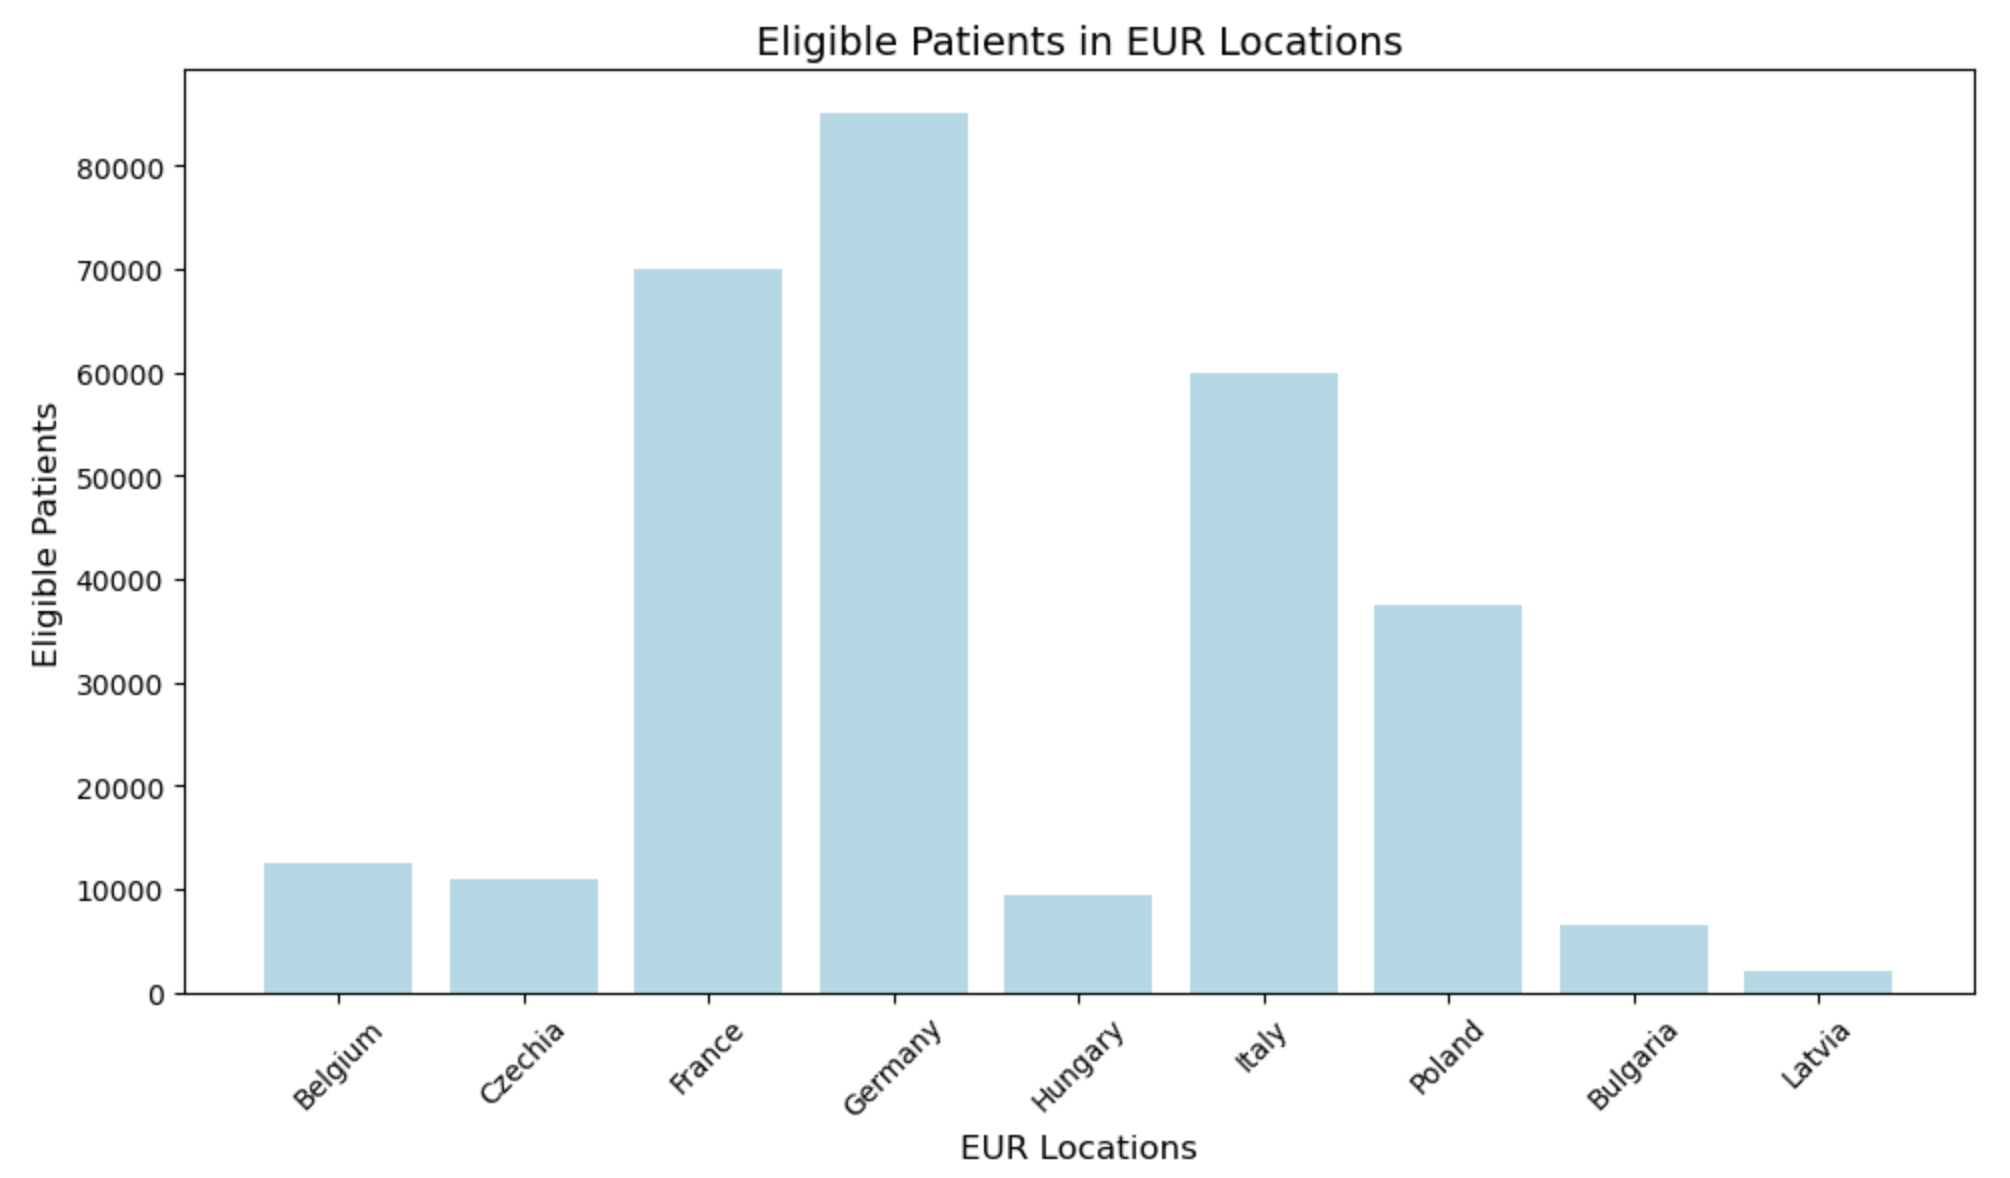 Eligible Patients in EUR Locations
Eligible Patients
80000
70000
60000
50000
40000
30000
20000
10000
0
Belgium
Czechia
France
Germany
Hungary
Italy
Poland
Bulgaria
Latvia
EUR Locations